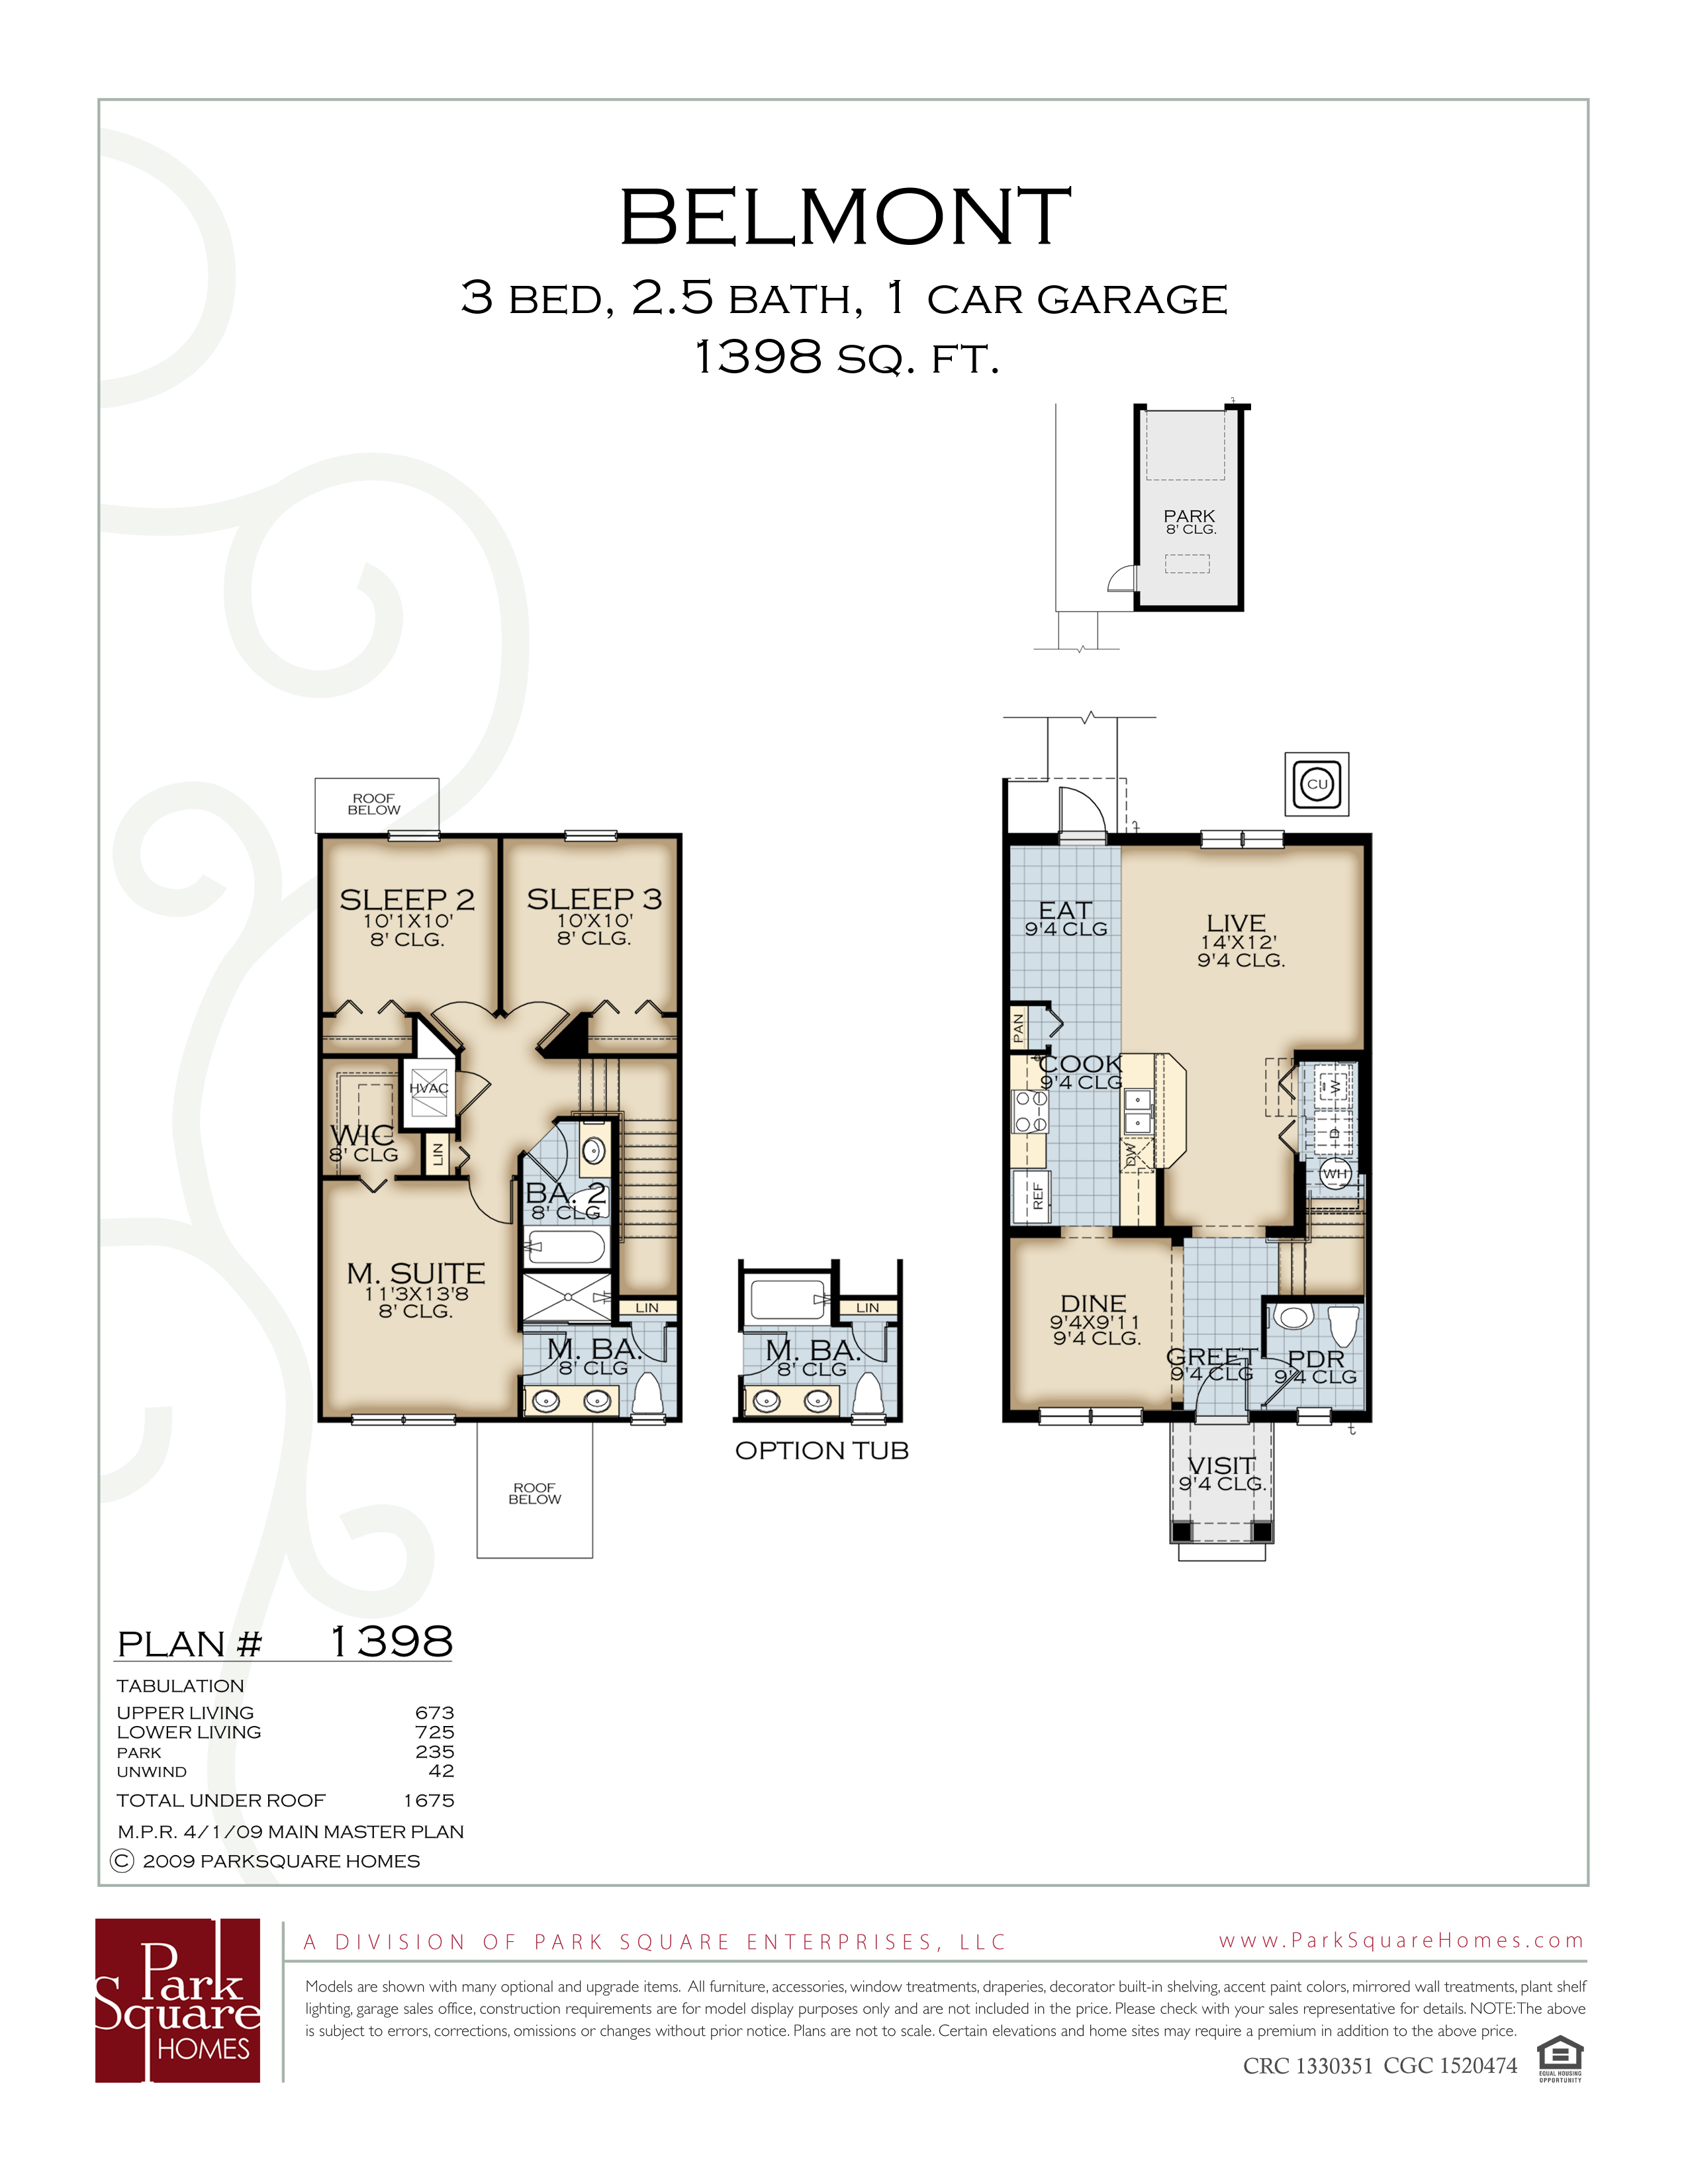 BELMONT
3 BED, 2.5 BATH, 1 CAR GARAGE
1398 SQ. FT.
PARK
8' CLG.
CU
ROOF
BELOW
SLEEP 2
10'1X10'
8' CLG.
SLEEP 3
10'X10'
8' CLG.
HVAC
WIC
8' CLG
LIN
BA. 2
8' CLG
M. SUITE
11'3X13'8
8' CLG.
LIN
M. BA.
8' CLG
ROOF
BELOW
LIN
M. BA.
8' CLG
OPTION TUB
EAT
9'4 CLG
LIVE
14'X12'
9'4 CLG.
PAN
COOK
9'4 CLG
W
D
DW
WH
REF
DINE
9'4X9'11
9'4 CLG.
GREET
9'4 CLG
PDR
9'4 CLG
VISIT
9'4 CLG.
PLAN # 1398
TABULATION
UPPER LIVING 673
LOWER LIVING 725
PARK 235
UNWIND 42
TOTAL UNDER ROOF 1675
M.P.R. 4/1/09 MAIN MASTER PLAN
© 2009 PARKSQUARE HOMES
Park
Square
HOMES
A DIVISION OF PARK SQUARE ENTERPRISES, LLC
www.ParkSquareHomes.com
Models are shown with many optional and upgrade items. All furniture, accessories, window treatments, draperies, decorator built-in shelving, accent paint colors, mirrored wall treatments, plant shelf
lighting, garage sales office, construction requirements are for model display purposes only and are not included in the price. Please check with your sales representative for details. NOTE: The above
is subject to errors, corrections, omissions or changes without prior notice. Plans are not to scale. Certain elevations and home sites may require a premium in addition to the above price.
CRC 1330351 CGC 1520474
EQUAL HOUSING
OPPORTUNITY